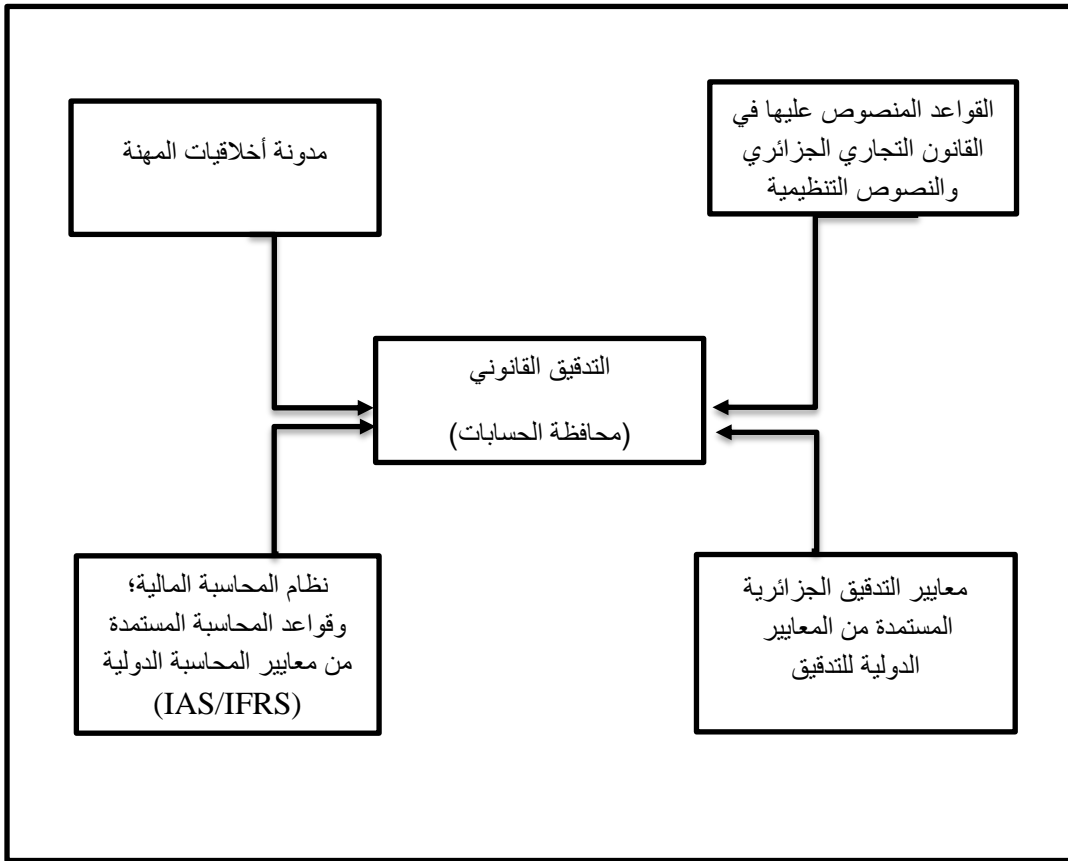 القواعد المنصوص عليها في
القانون التجاري الجزائري
والنصوص التنظيمية
مدونة أخلاقيات المهنة
التدقيق القانوني
(محافظة الحسابات)
معايير التدقيق الجزائرية
المستمدة من المعايير
الدولية للتدقيق
نظام المحاسبة المالية؛
وقواعد المحاسبة المستمدة
من معايير المحاسبة الدولية
(IAS/IFRS)